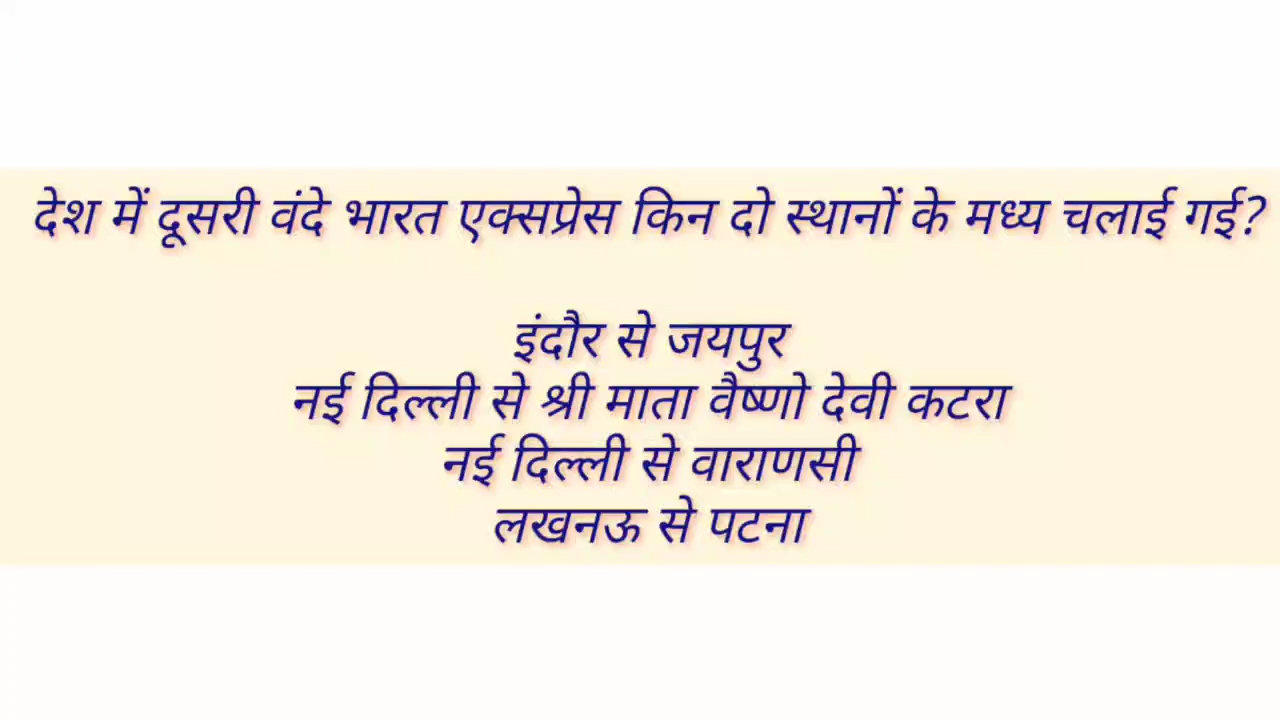 देश में दूसरी वंदे भारत एक्सप्रेस किन दो स्थानों के मध्य चलाई गई?
इंदौर से जयपुर
नई दिल्ली से श्री माता वैष्णो देवी कटरा
नई दिल्ली से वाराणसी
लखनऊ से पटना